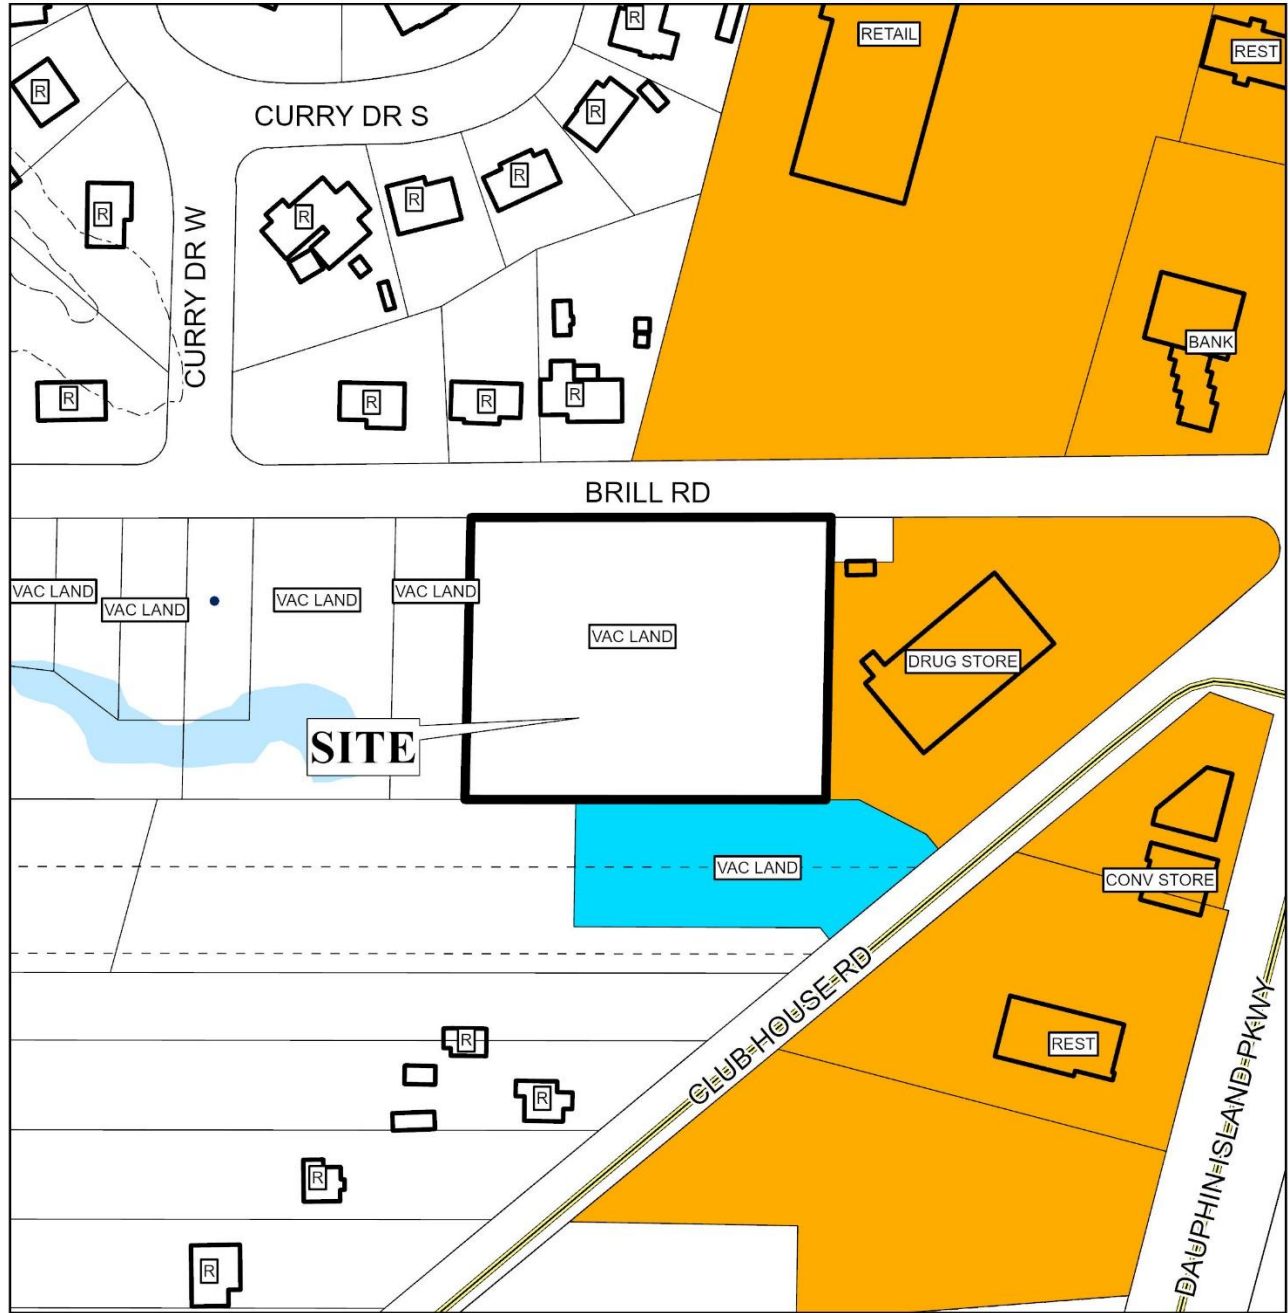 R
RETAIL
REST
R
R
CURRY DR S
R
R
R
R
CURRY DR W
BANK
R
R
R
R
BRILL RD
VAC LAND
VAC LAND
VAC LAND
VAC LAND
VAC LAND
DRUG STORE
SITE
VAC LAND
CONV STORE
CLUB HOUSE RD
REST
R
R
DAUPHIN ISLAND PKWY
R
R